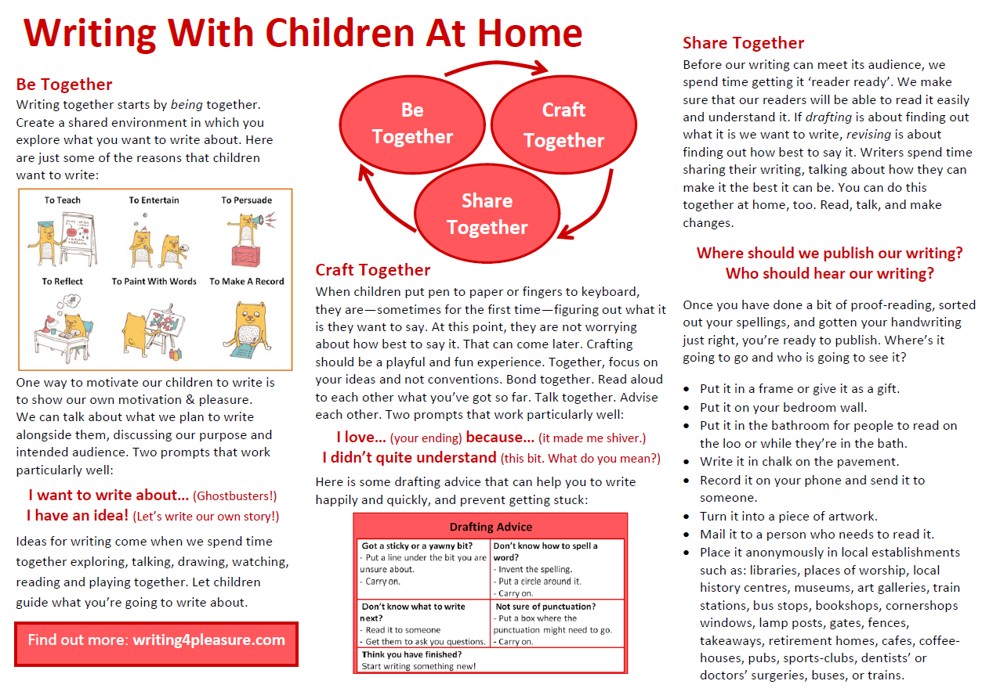 Writing With Children At Home
Be Together
Writing together starts by being together.
Create a shared environment in which you
explore what you want to write about. Here
are just some of the reasons that children
want to write:
To Teach
To Entertain
To Persuade
To Reflect
To Paint With Words
To Make A Record
One way to motivate our children to write is
to show our own motivation & pleasure.
We can talk about what we plan to write
alongside them, discussing our purpose and
intended audience. Two prompts that work
particularly well:
I want to write about... (Ghostbusters!)
I have an idea! (Let's write our own story!)
Ideas for writing come when we spend time
together exploring, talking, drawing, watching,
reading and playing together. Let children
guide what you're going to write about.
Find out more: writing4pleasure.com
Be
Together
Craft
Together
Share
Together
Craft Together
When children put pen to paper or fingers to keyboard,
they are—sometimes for the first time—figuring out what it
is they want to say. At this point, they are not worrying
about how best to say it. That can come later. Crafting
should be a playful and fun experience. Together, focus on
your ideas and not conventions. Bond together. Read aloud
to each other what you've got so far. Talk together. Advise
each other. Two prompts that work particularly well:
I love... (your ending) because... (it made me shiver.)
I didn't quite understand (this bit. What do you mean?)
Here is some drafting advice that can help you to write
happily and quickly, and prevent getting stuck:
Drafting Advice
Got a sticky or a yawny bit?
- Put a line under the bit you are
unsure about.
- Carry on.
Don't know how to spell a
word?
- Invent the spelling.
- Put a circle around it.
- Carry on.
Don't know what to write
next?
- Read it to someone
- Get them to ask you questions.
Not sure of punctuation?
- Put a box where the
punctuation might need to go.
- Carry on.
Think you have finished?
Start writing something new!
Share Together
Before our writing can meet its audience, we
spend time getting it 'reader ready'. We make
sure that our readers will be able to read it easily
and understand it. If drafting is about finding out
what it is we want to write, revising is about
finding out how best to say it. Writers spend time
sharing their writing, talking about how they can
make it the best it can be. You can do this
together at home, too. Read, talk, and make
changes.
Where should we publish our writing?
Who should hear our writing?
Once you have done a bit of proof-reading, sorted
out your spellings, and gotten your handwriting
just right, you're ready to publish. Where's it
going to go and who is going to see it?
• Put it in a frame or give it as a gift.
• Put it on your bedroom wall.
• Put it in the bathroom for people to read on
the loo or while they're in the bath.
• Write it in chalk on the pavement.
• Record it on your phone and send it to
someone.
• Turn it into a piece of artwork.
• Mail it to a person who needs to read it.
• Place it anonymously in local establishments
such as: libraries, places of worship, local
history centres, museums, art galleries, train
stations, bus stops, bookshops, cornershops
windows, lamp posts, gates, fences,
takeaways, retirement homes, cafes, coffee-
houses, pubs, sports-clubs, dentists' or
doctors' surgeries, buses, or trains.